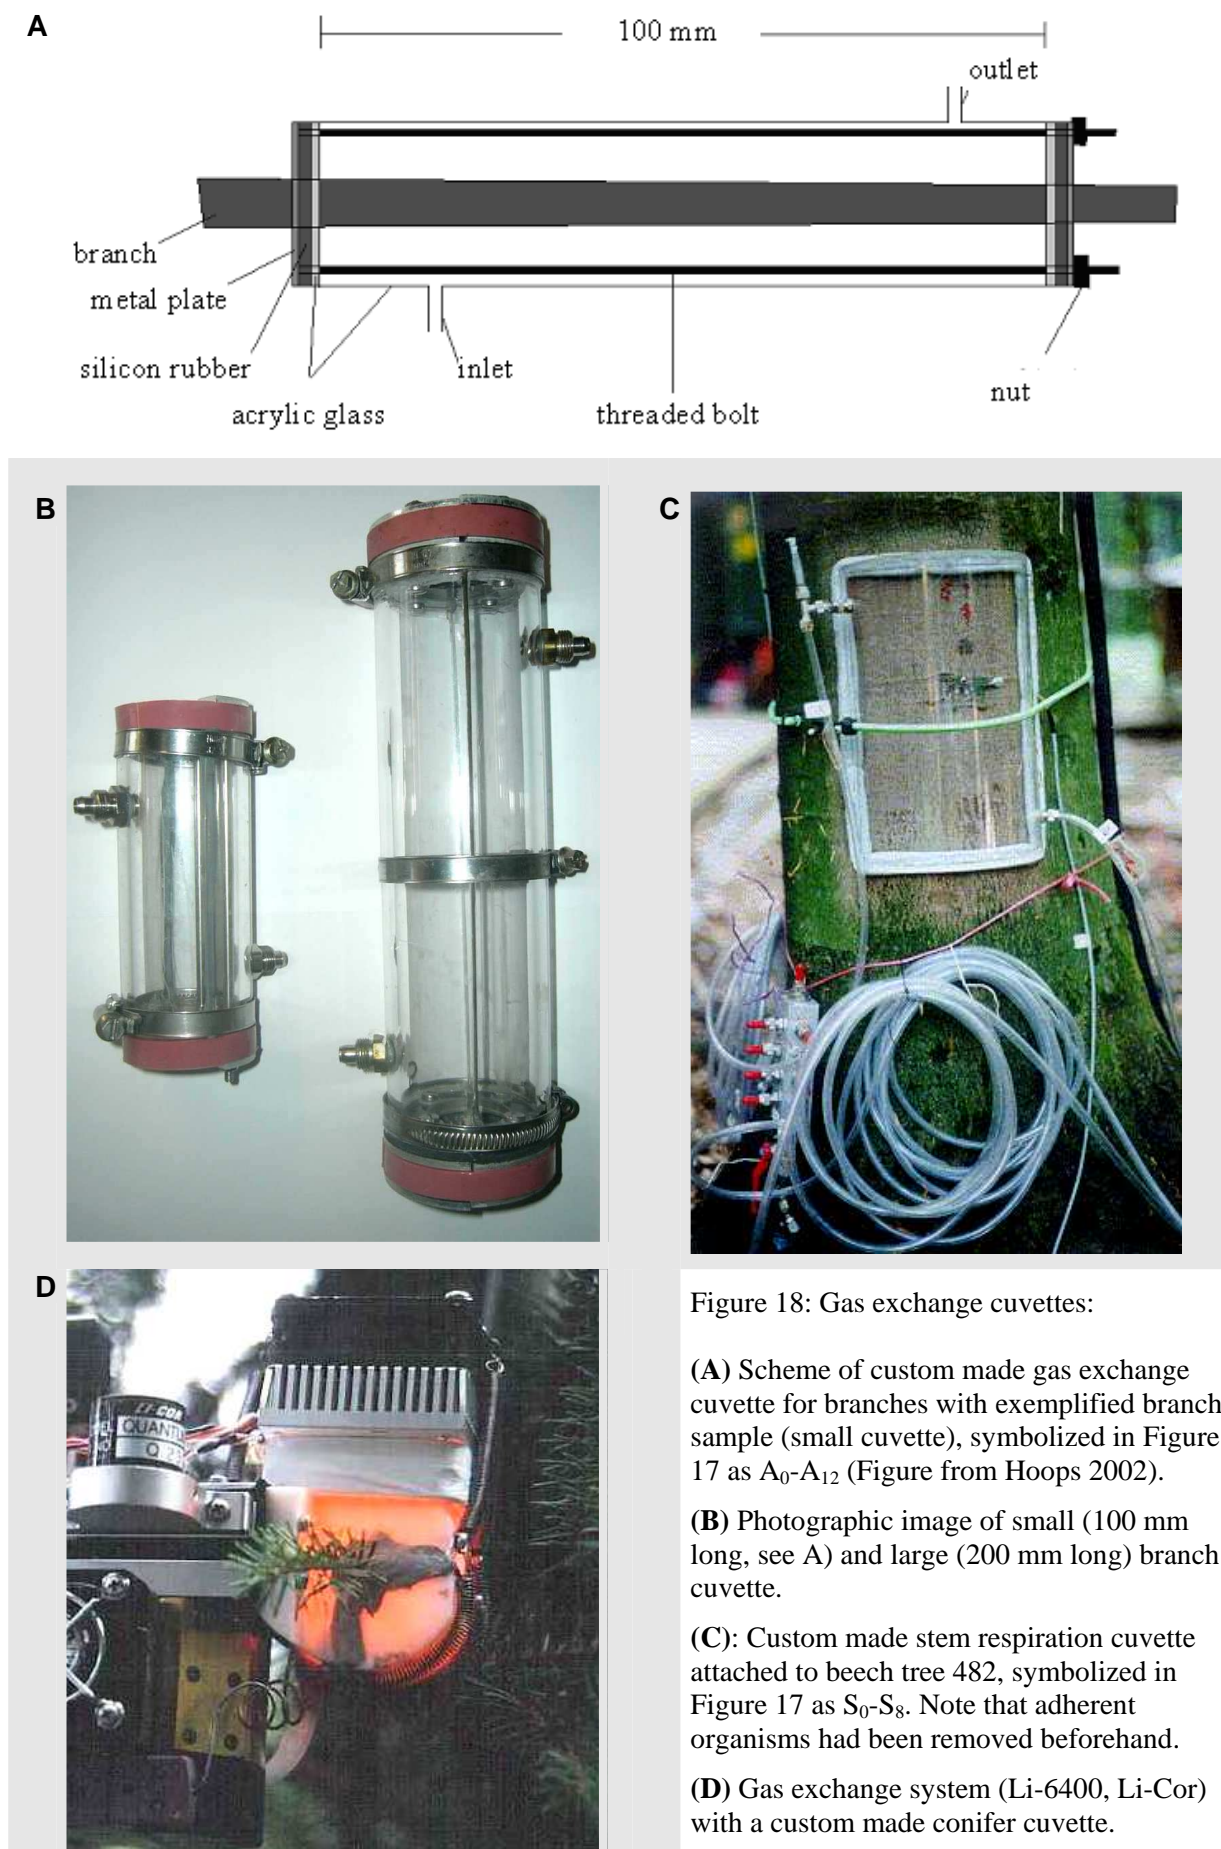 A
100 mm
outlet
branch
metal plate
silicon rubber
inlet
acrylic glass
threaded bolt
nut
B
C
D
LI-COR
QUANTU
Figure 18: Gas exchange cuvettes:
(A) Scheme of custom made gas exchange
cuvette for branches with exemplified branch
sample (small cuvette), symbolized in Figure
17 as A₀-A₁₂ (Figure from Hoops 2002).
(B) Photographic image of small (100 mm
long, see A) and large (200 mm long) branch
cuvette.
(C): Custom made stem respiration cuvette
attached to beech tree 482, symbolized in
Figure 17 as S₀-S₈. Note that adherent
organisms had been removed beforehand.
(D) Gas exchange system (Li-6400, Li-Cor)
with a custom made conifer cuvette.